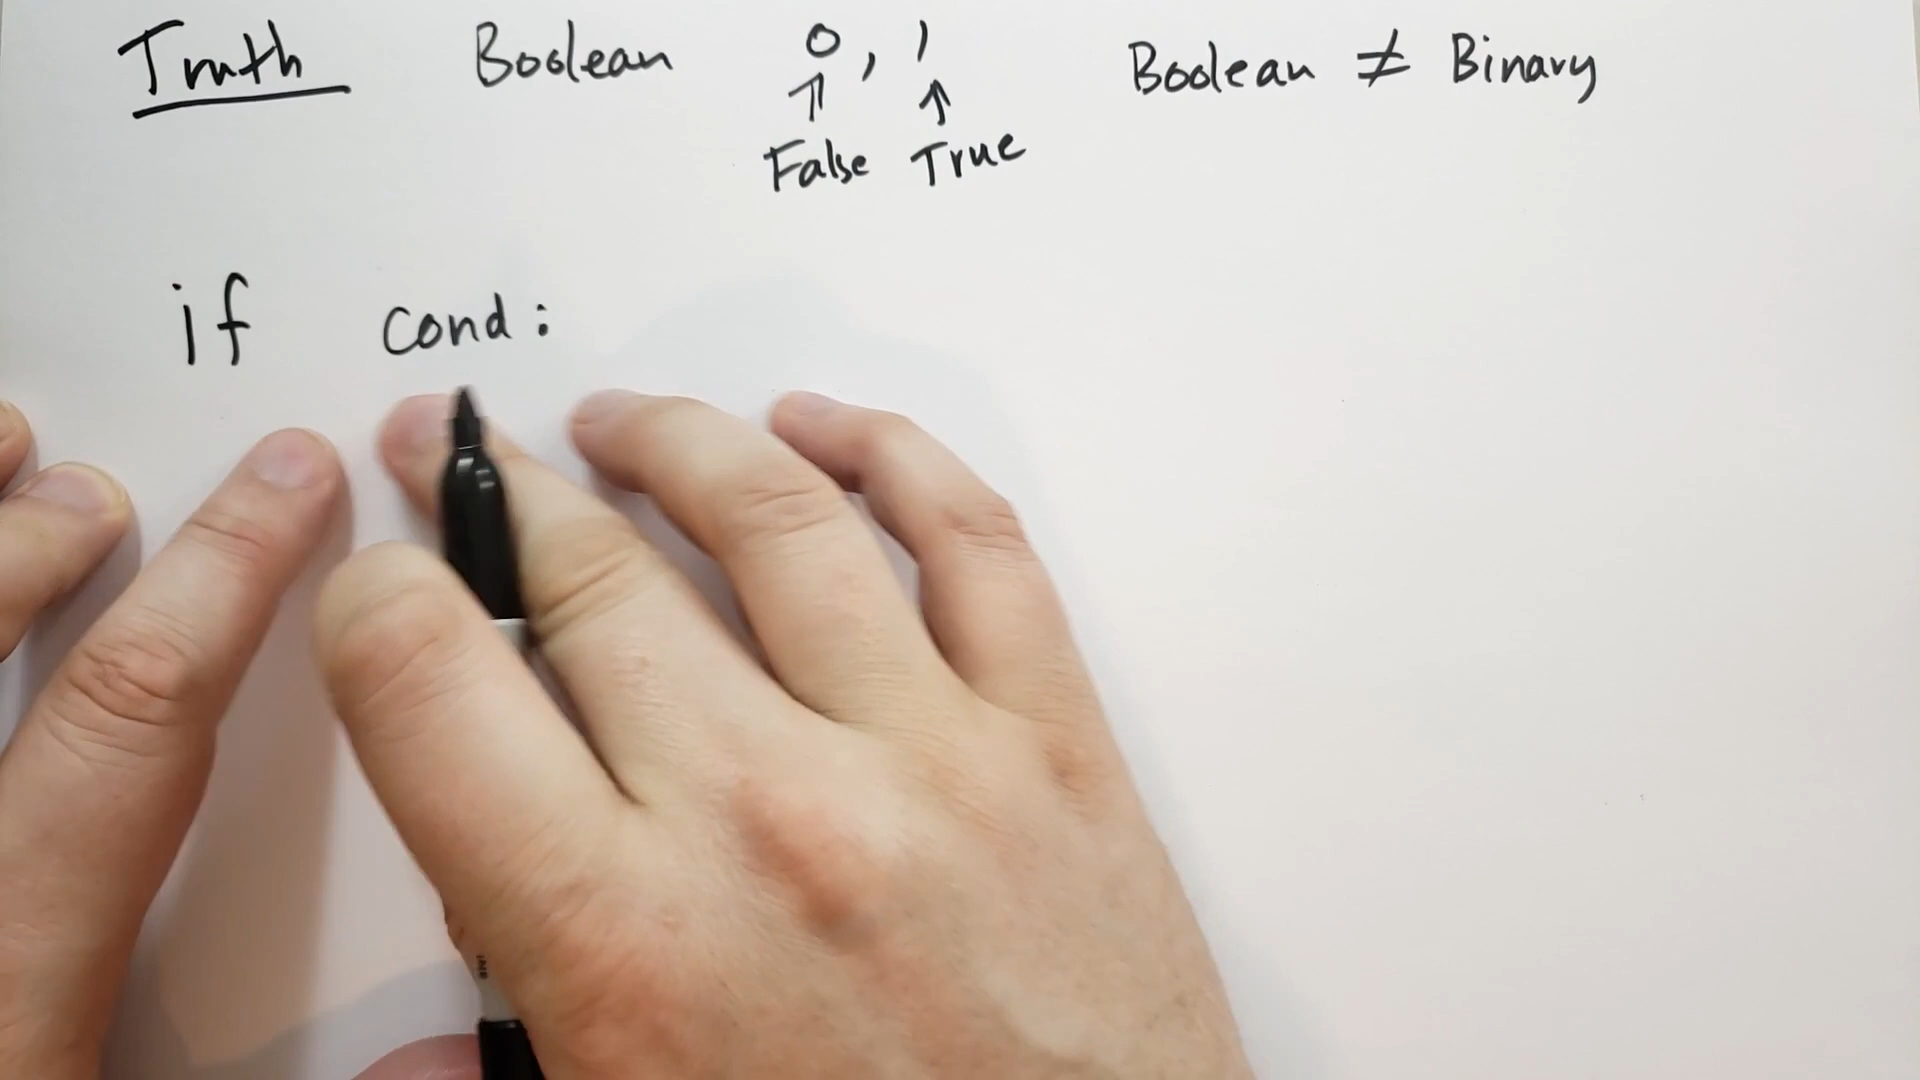 Truth Boolean 0, 1 Boolean ≠ Binary
↑ ↑
False True
if cond: